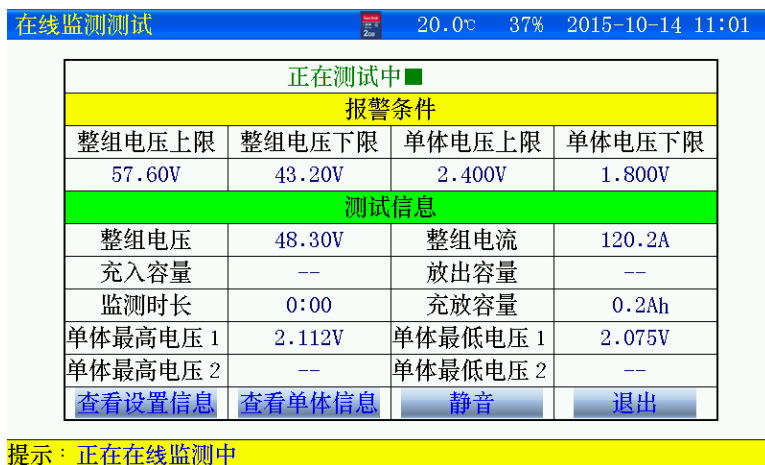 在线监测测试 SanDisk 2GB 20.0℃ 37% 2015-10-14 11:01
正在测试中
报警条件
整组电压上限 整组电压下限 单体电压上限 单体电压下限
57.60V 43.20V 2.400V 1.800V
测试信息
整组电压 48.30V 整组电流 120.2A
充入容量 -- 放出容量 --
监测时长 0:00 充放容量 0.2Ah
单体最高电压1 2.112V 单体最低电压1 2.075V
单体最高电压2 -- 单体最低电压2 --
查看设置信息 查看单体信息 静音 退出
提示：正在在线监测中